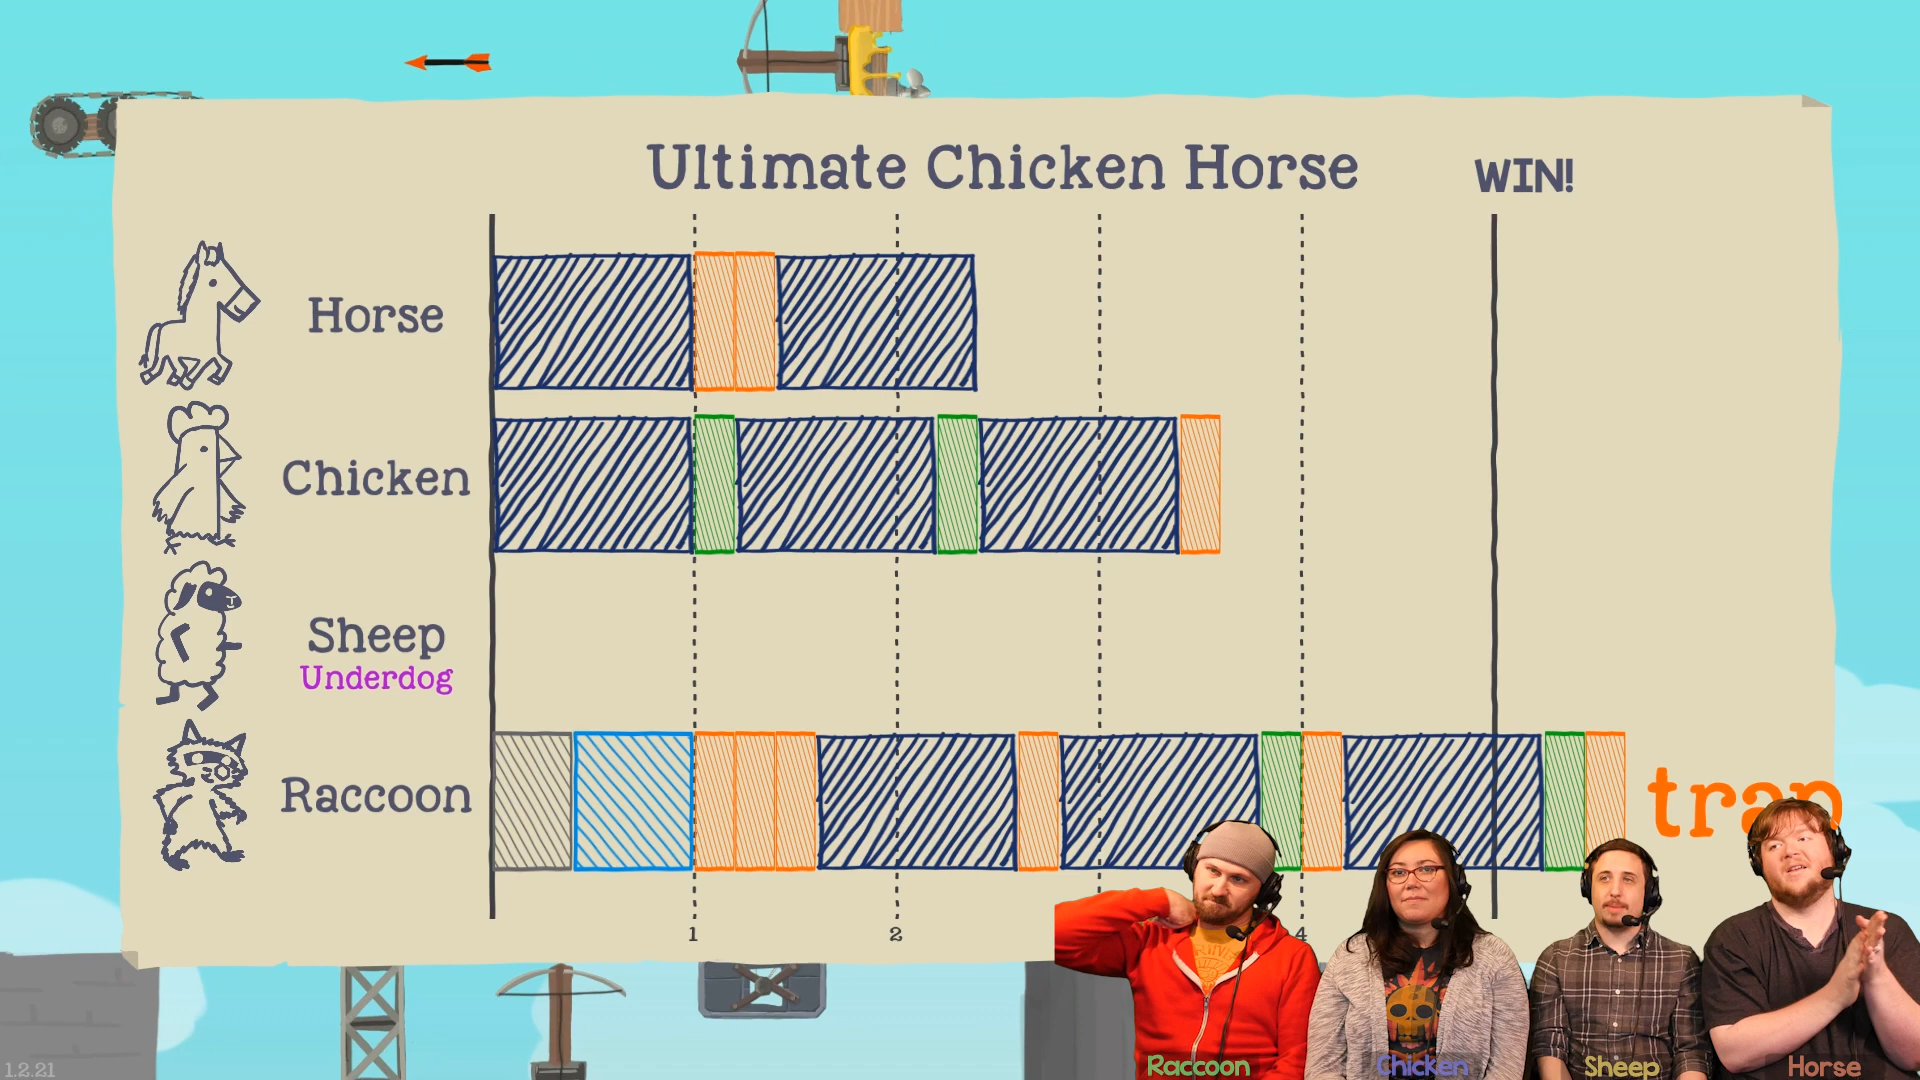 Ultimate Chicken Horse
WIN!
Horse
Chicken
Sheep
Underdog
Raccoon
trap
1
2
4
1.2.21
Raccoon
Chicken
Sheep
Horse